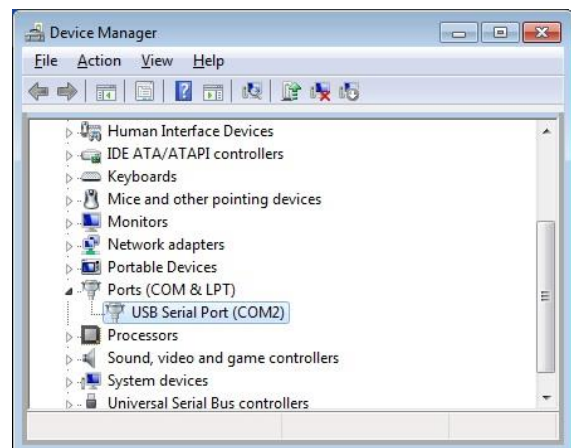 Device Manager
File Action View Help
Human Interface Devices
IDE ATA/ATAPI controllers
Keyboards
Mice and other pointing devices
Monitors
Network adapters
Portable Devices
Ports (COM & LPT)
USB Serial Port (COM2)
Processors
Sound, video and game controllers
System devices
Universal Serial Bus controllers